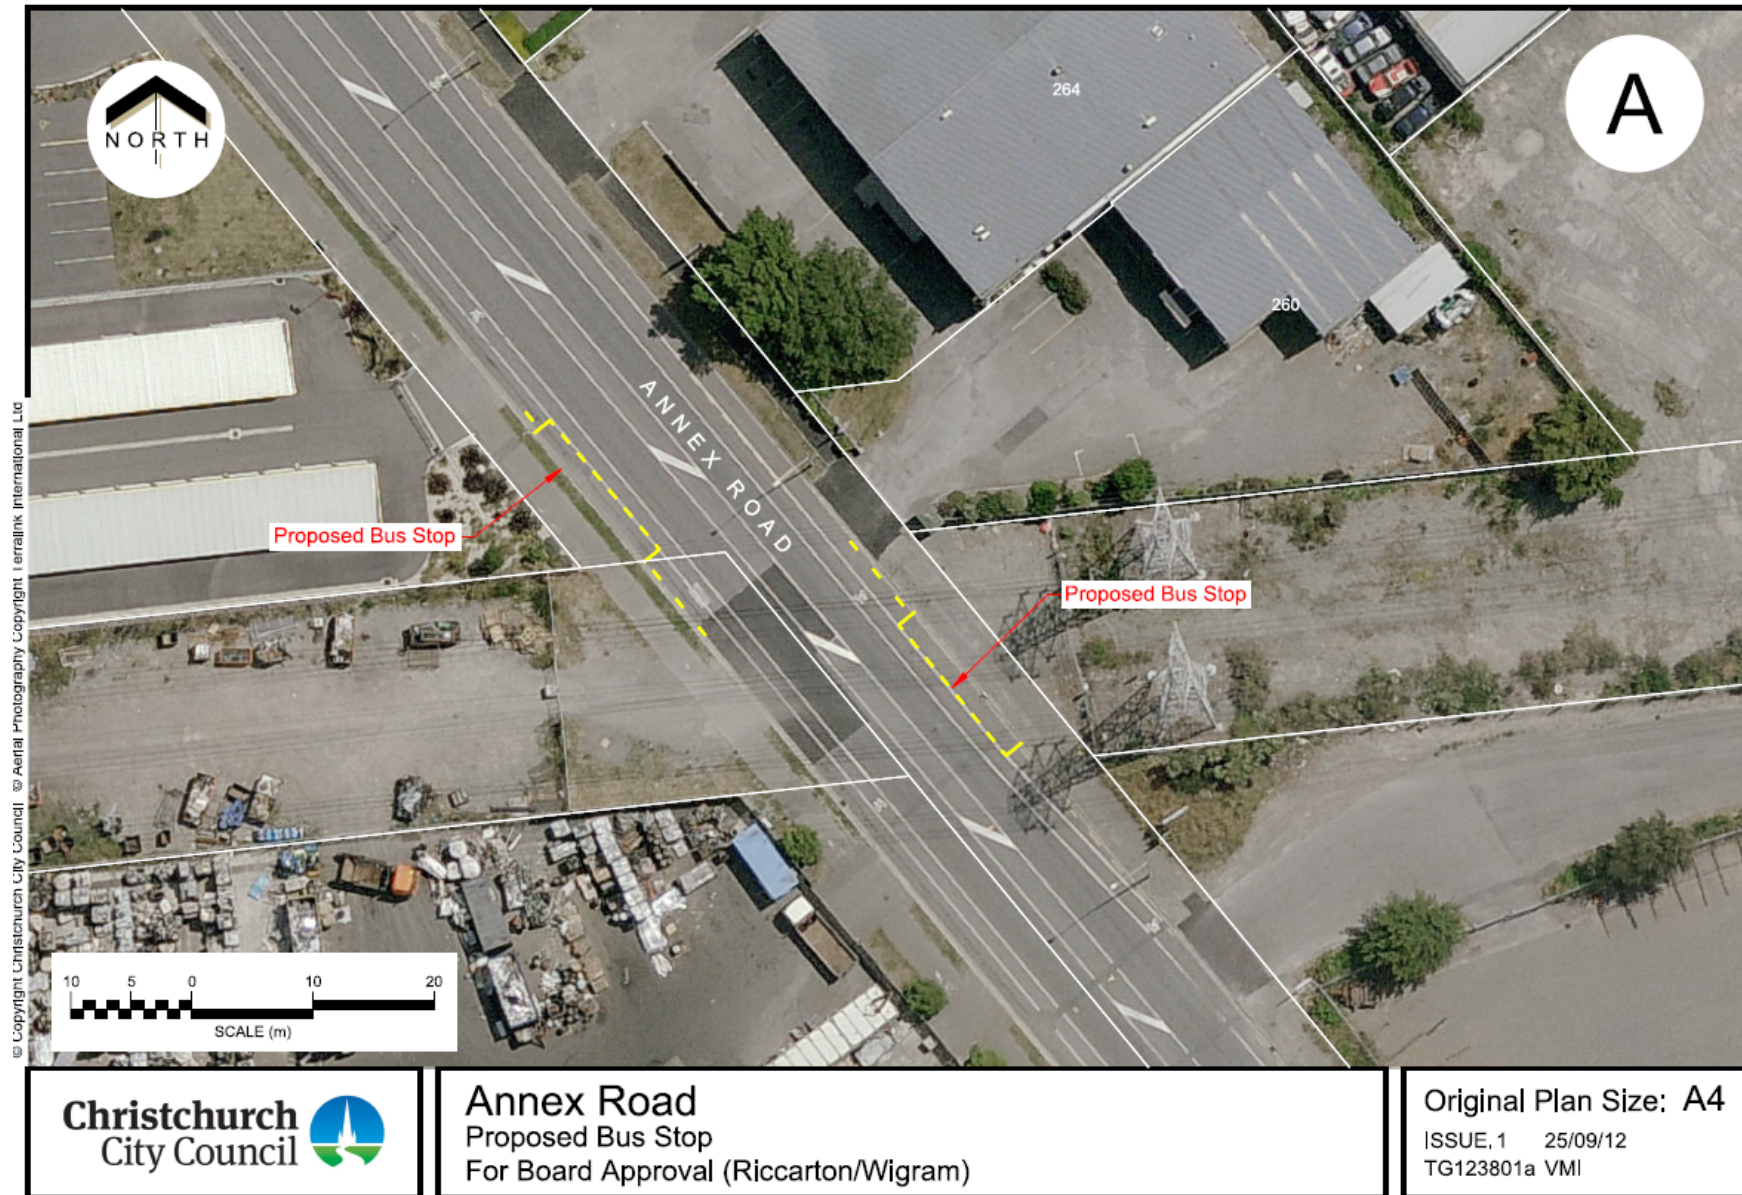 NORTH
A
264
260
ANNEX ROAD
Proposed Bus Stop
Proposed Bus Stop
© Copyright Christchurch City Council © Aerial Photography Copyright Terralink International Ltd
10 5 0 10 20
SCALE (m)
Christchurch
City Council
Annex Road
Proposed Bus Stop
For Board Approval (Riccarton/Wigram)
Original Plan Size: A4
ISSUE.1 25/09/12
TG123801a VMI